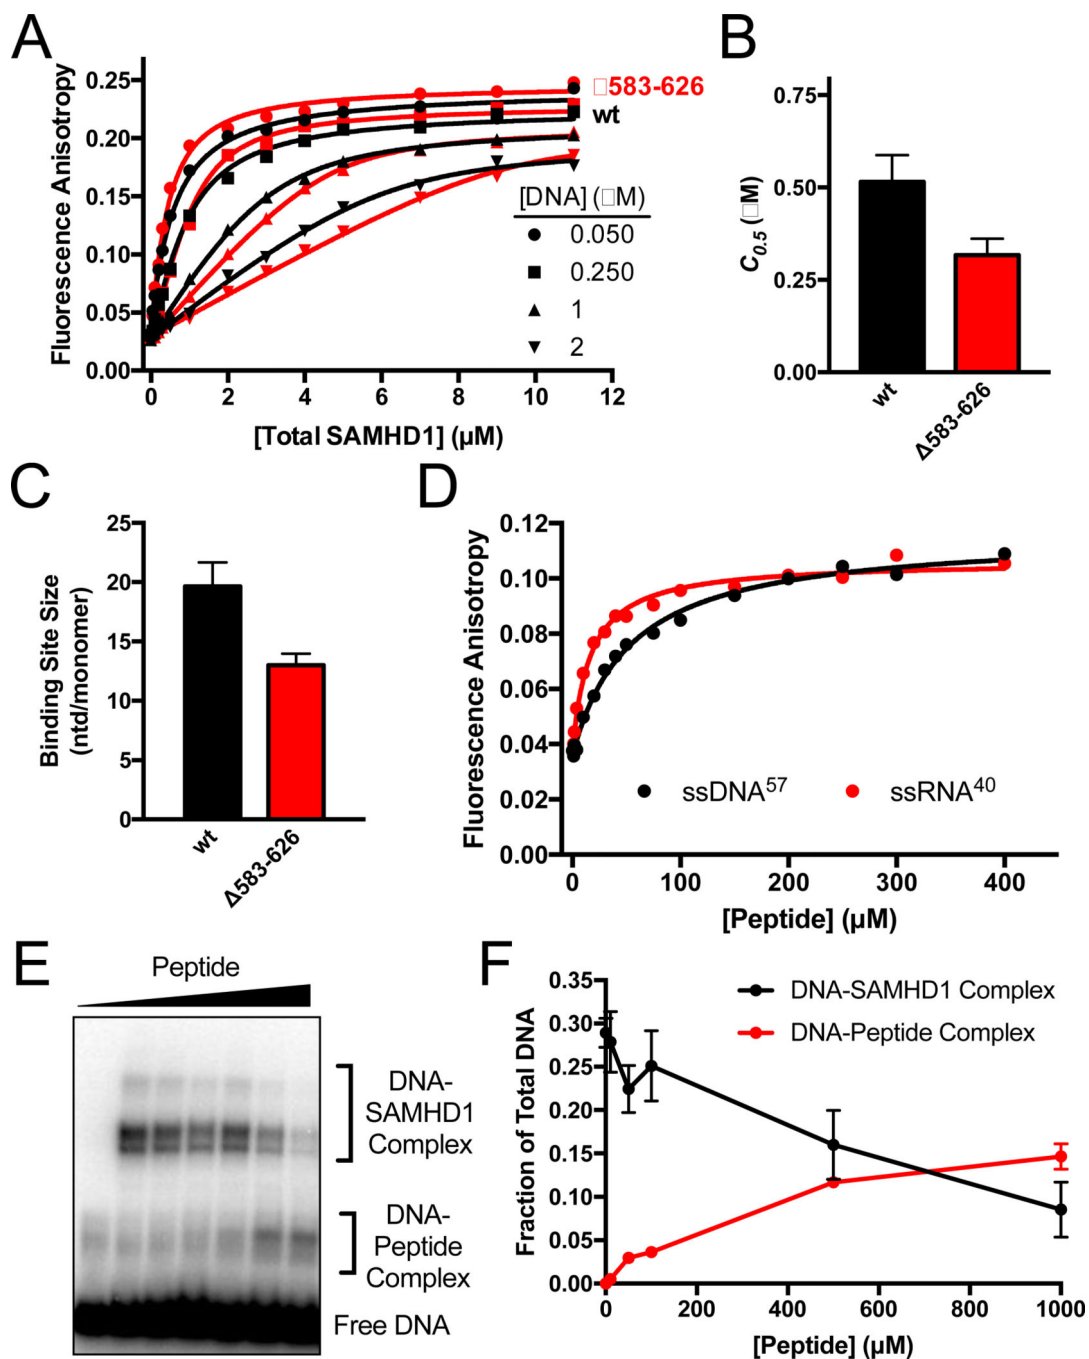 A
Fluorescence Anisotropy
0.25
0.20
0.15
0.10
0.05
0.00
0 2 4 6 8 10 12
[Total SAMHD1] (µM)
□583-626
wt
[DNA] (□M)
0.050
0.250
1
2
B
C0.5 (□M)
0.75
0.50
0.25
0.00
wt
Δ583-626
C
Binding Site Size
(ntd/monomer)
25
20
15
10
5
0
wt
Δ583-626
D
Fluorescence Anisotropy
0.12
0.10
0.08
0.06
0.04
0.02
0.00
ssDNA⁵⁷ ssRNA⁴⁰
0 100 200 300 400
[Peptide] (µM)
E
Peptide
DNA-
SAMHD1
Complex
DNA-
Peptide
Complex
Free DNA
F
Fraction of Total DNA
0.35
0.30
0.25
0.20
0.15
0.10
0.05
0.00
DNA-SAMHD1 Complex
DNA-Peptide Complex
0 200 400 600 800 1000
[Peptide] (µM)